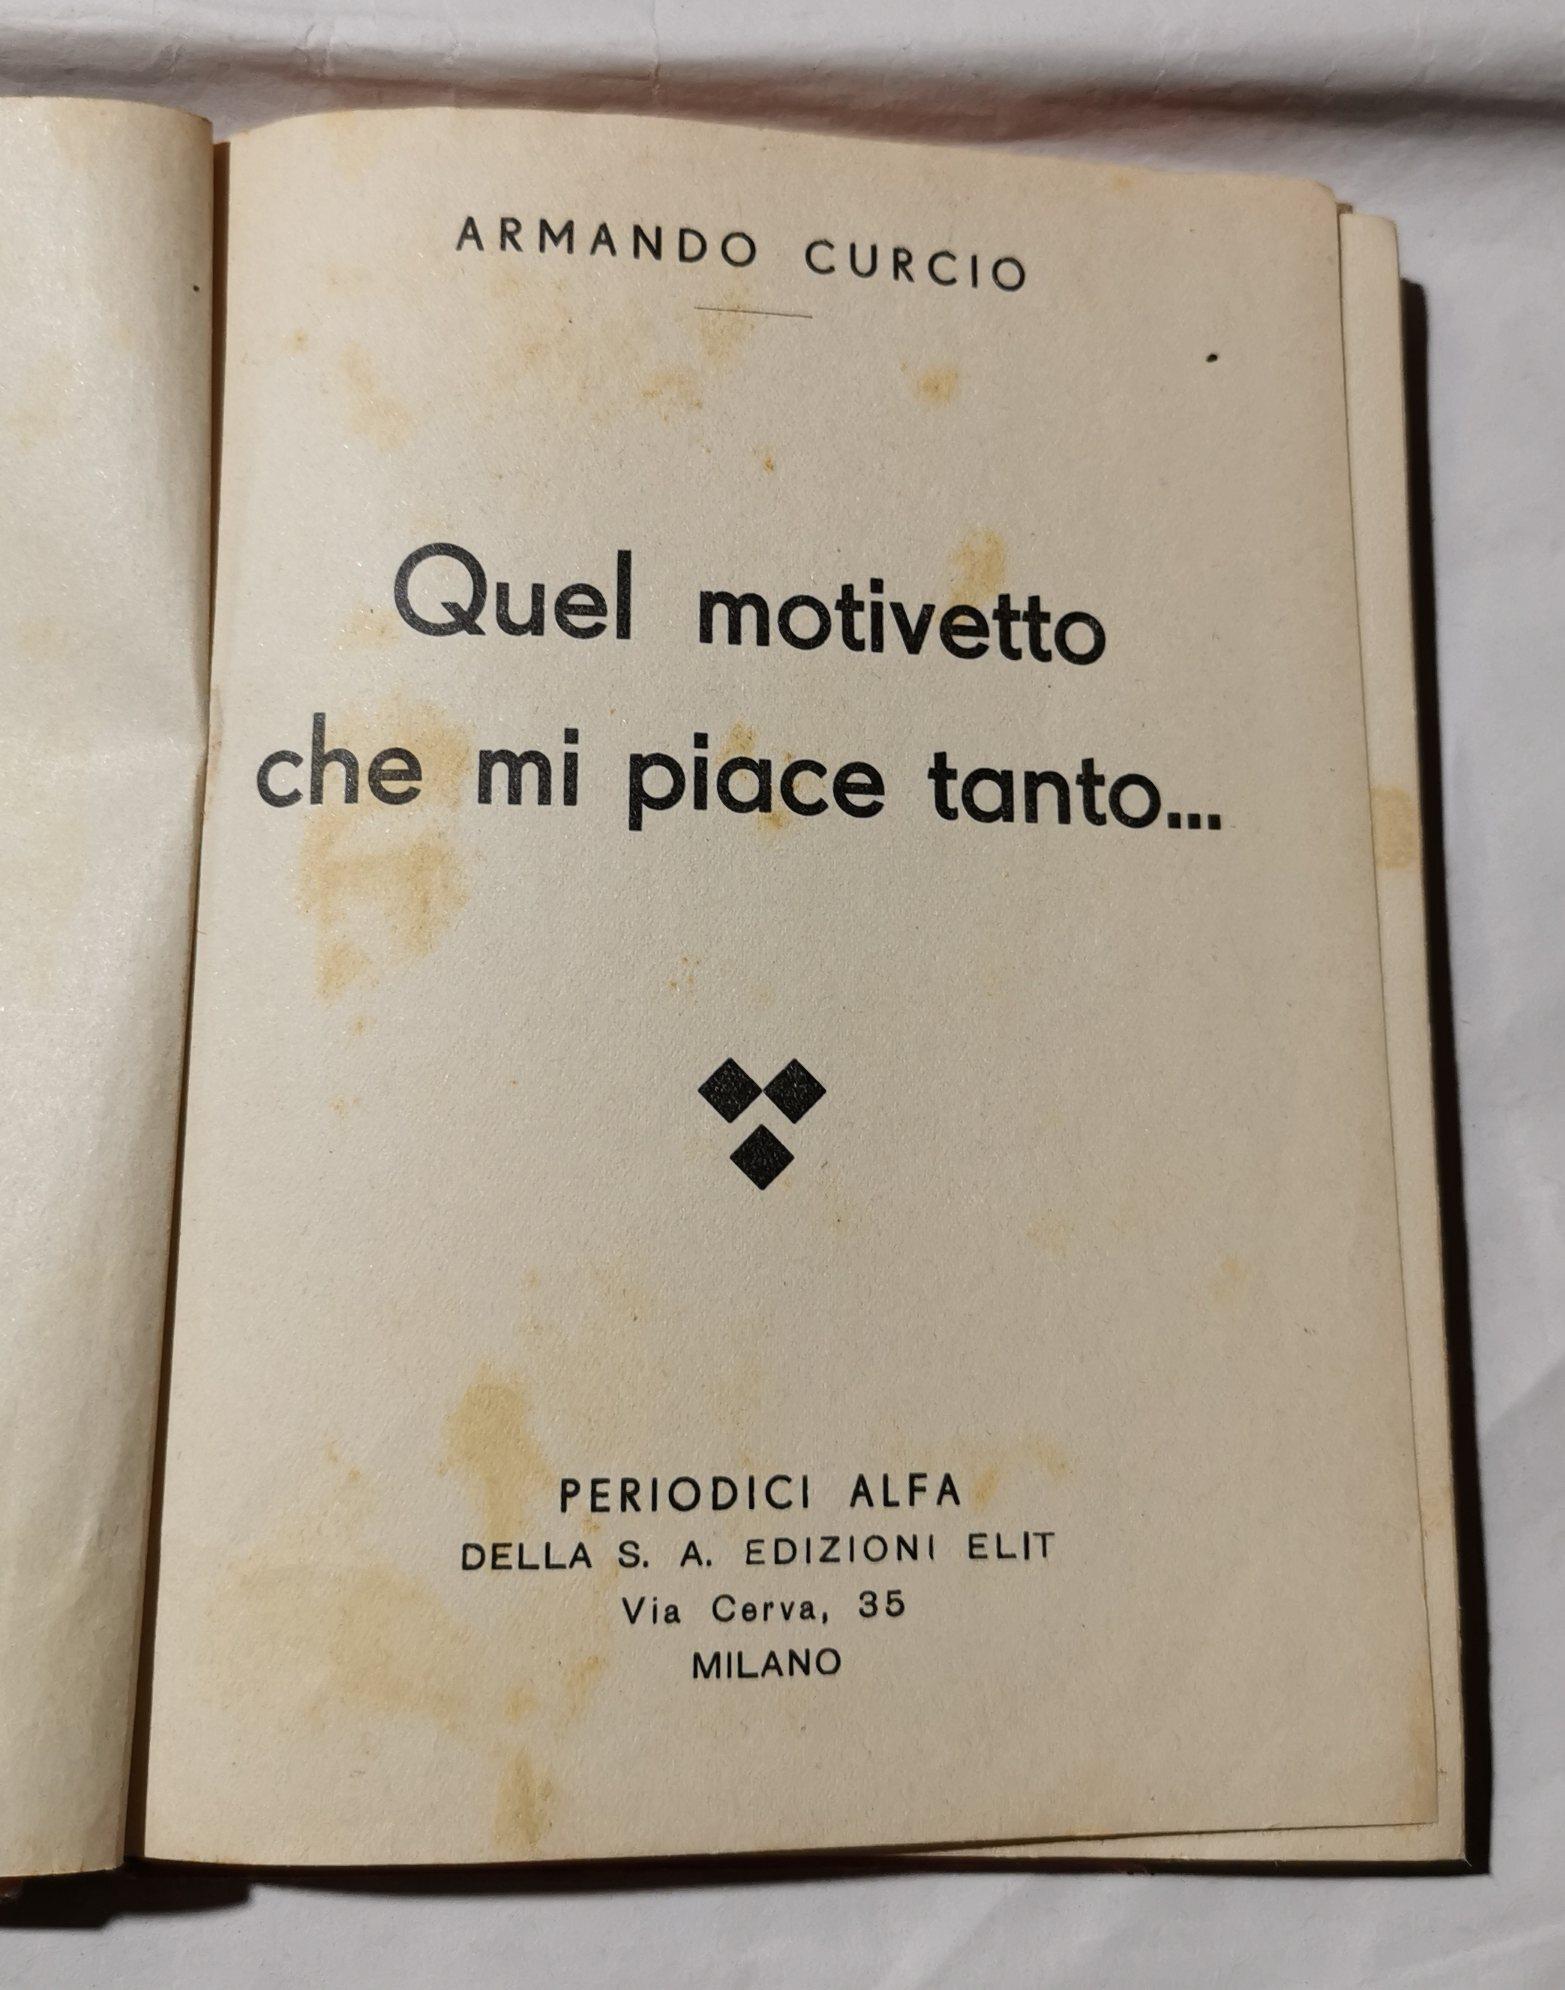 ARMANDO CURCIO
Quel motivetto
che mi piace tanto...
PERIODICI ALFA
DELLA S. A. EDIZIONI ELIT
Via Cerva, 35
MILANO